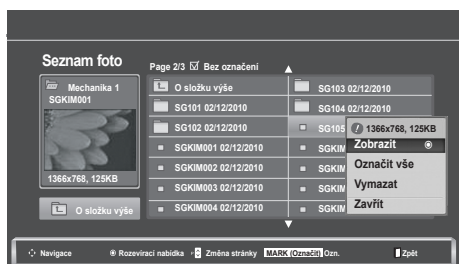 Seznam foto
Page 2/3 ☑ Bez označení
Mechanika 1
SGKIM001
1366x768, 125KB
O složku výše
O složku výše
SG101 02/12/2010
SG102 02/12/2010
SGKIM001 02/12/2010
SGKIM002 02/12/2010
SGKIM003 02/12/2010
SGKIM004 02/12/2010
SG103 02/12/2010
SG104 02/12/2010
SG105
SGKIM
SGKIM
SGKIM
SGKIM
1366x768, 125KB
Zobrazit
Označit vše
Vymazat
Zavřít
Navigace Rozevírací nabídka Změna stránky MARK (Označit) Ozn. Zpět